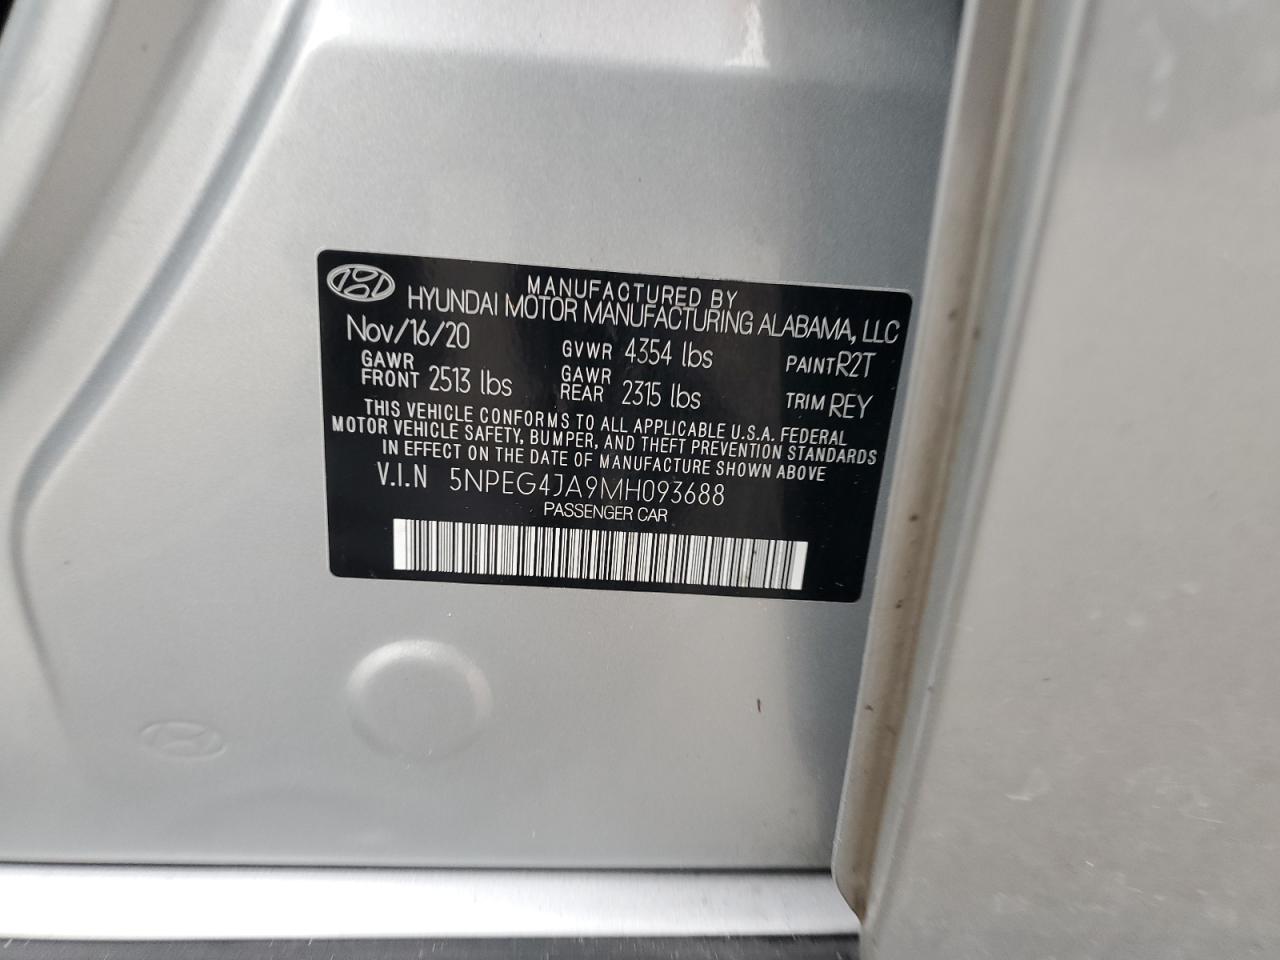 MANUFACTURED BY
HYUNDAI MOTOR MANUFACTURING ALABAMA, LLC
Nov/16/20
GVWR 4354 lbs
PAINT R2T
GAWR FRONT 2513 lbs
GAWR REAR 2315 lbs
TRIM REY
THIS VEHICLE CONFORMS TO ALL APPLICABLE U.S.A. FEDERAL
MOTOR VEHICLE SAFETY, BUMPER, AND THEFT PREVENTION STANDARDS
IN EFFECT ON THE DATE OF MANUFACTURE SHOWN ABOVE
V.I.N 5NPEG4JA9MH093688
PASSENGER CAR